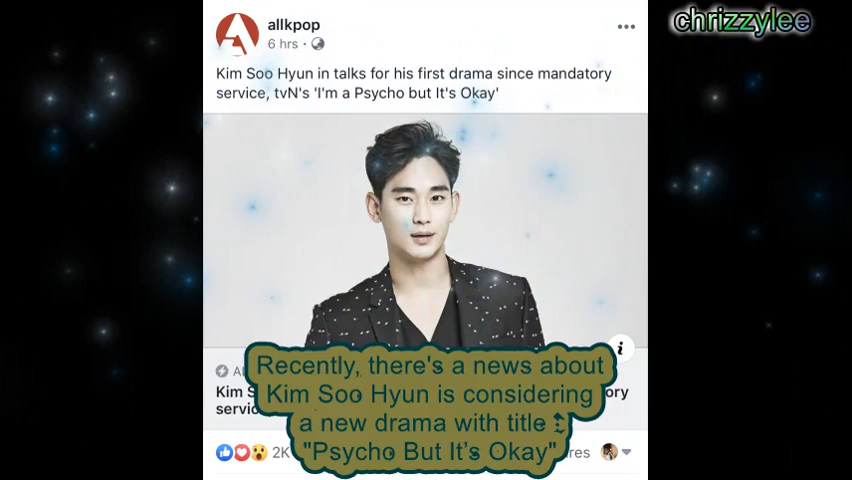 chrizzylee
allkpop
6 hrs
Kim Soo Hyun in talks for his first drama since mandatory
service, tvN's 'I'm a Psycho but It's Okay'
i
Recently, there's a news about
Kim Soo Hyun is considering
a new drama with title :
"Psycho But It's Okay"
Kim
2K